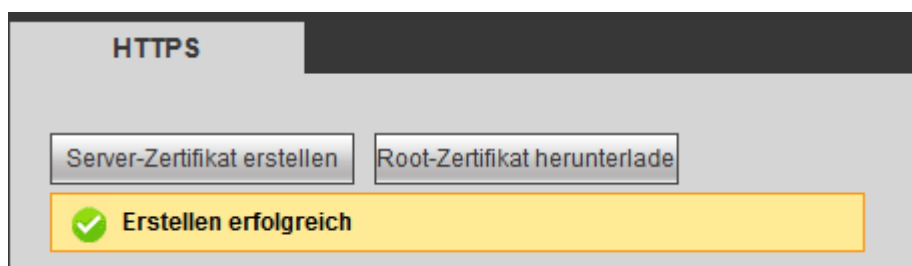 HTTPS
Server-Zertifikat erstellen Root-Zertifikat herunterlade
Erstellen erfolgreich